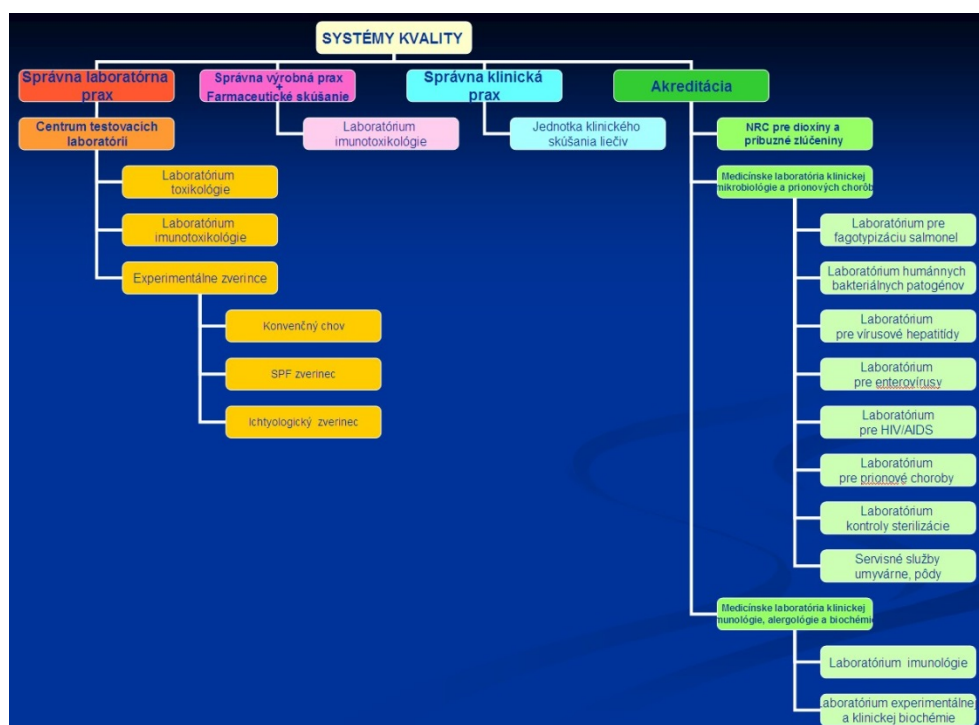 SYSTÉMY KVALITY
Správna laboratórna
prax
Správna výrobná prax
+
Farmaceutické skúšanie
Správna klinická
prax
Akreditácia
Centrum testovacích
laboratórií
Laboratórium
imunotoxikológie
Jednotka klinického
skúšania liečiv
NRC pre dioxíny a
príbuzné zlúčeniny
Laboratórium
toxikológie
Laboratórium
imunotoxikológie
Experimentálne zverince
Konvenčný chov
SPF zverinec
Ichtyologický zverinec
Medicínske laboratória klinickej
mikrobiológie a prionových chorôb
Laboratórium pre
fagotypizáciu salmonel
Laboratórium humánnych
bakteriálnych patogénov
Laboratórium
pre vírusové hepatitídy
Laboratórium
pre enterovírusy
Laboratórium
pre HIV/AIDS
Laboratórium
pre prionové choroby
Laboratórium
kontroly sterilizácie
Servisné služby
umyvárne, pôdy
Medicínske laboratória klinickej
imunológie, alergológie a biochémie
Laboratórium imunológie
Laboratórium experimentálnej
a klinickej biochémie